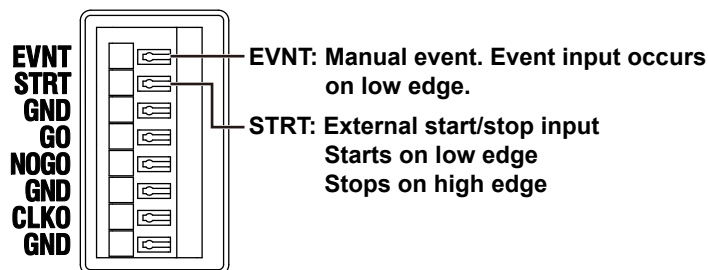 EVNT
STRT
GND
GO
NOGO
GND
CLKO
GND
EVNT: Manual event. Event input occurs
on low edge.
STRT: External start/stop input
Starts on low edge
Stops on high edge